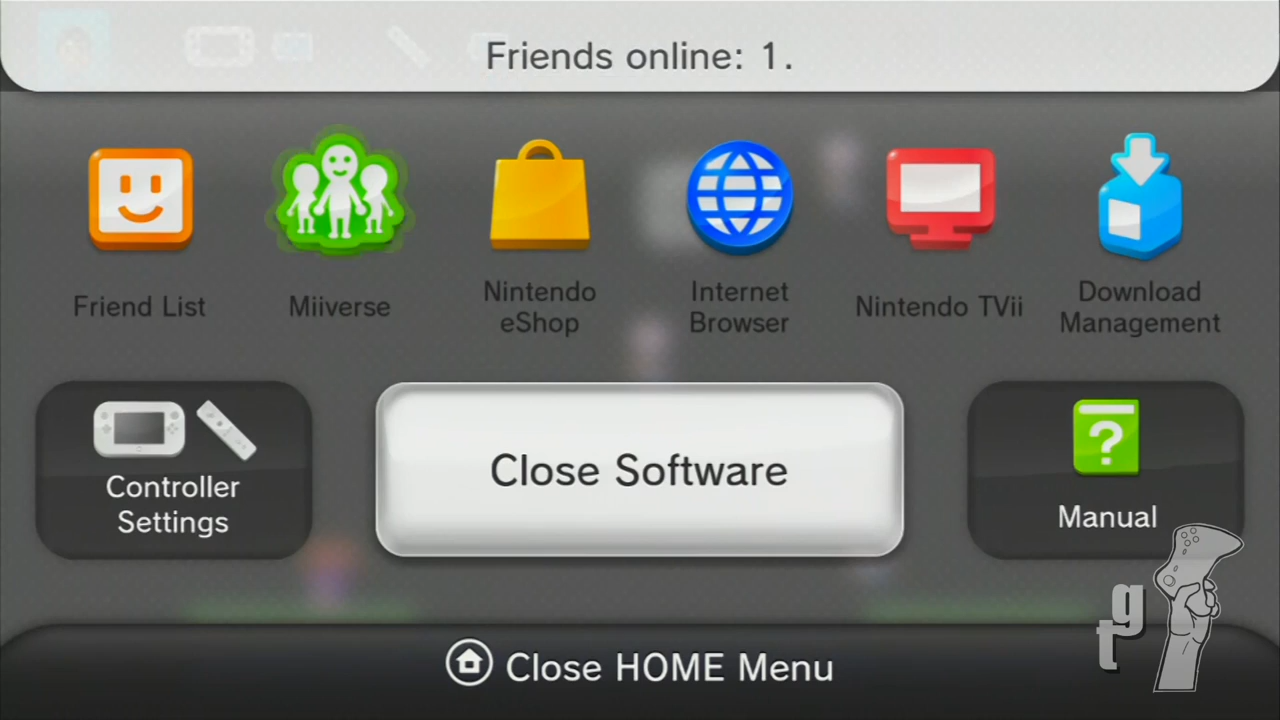 Friends online: 1.
Friend List
Miiverse
Nintendo
eShop
Internet
Browser
Nintendo TVii
Download
Management
Controller
Settings
Close Software
?
Manual
Close HOME Menu
tg